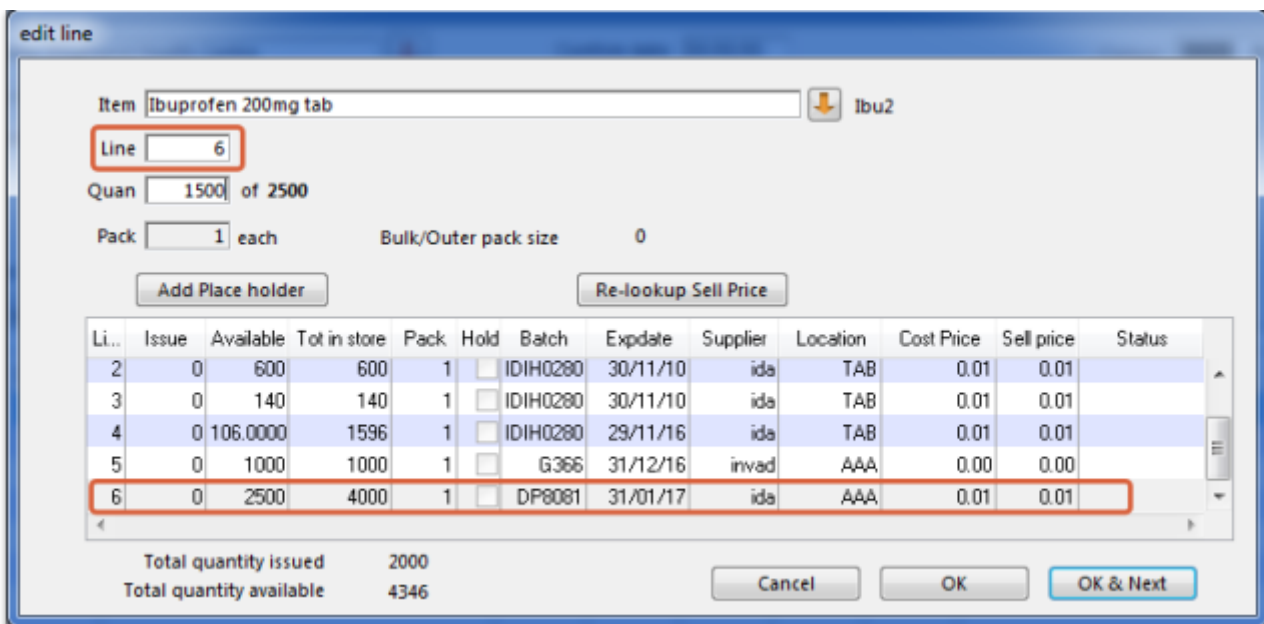 edit line
Item Ibuprofen 200mg tab Ibu2
Line 6
Quan 1500 of 2500
Pack 1 each Bulk/Outer pack size 0
Add Place holder Re-lookup Sell Price
Li... Issue Available Tot in store Pack Hold Batch Expdate Supplier Location Cost Price Sell price Status
2 0 600 600 1 IDIH0280 30/11/10 ida TAB 0.01 0.01
3 0 140 140 1 IDIH0280 30/11/10 ida TAB 0.01 0.01
4 0 106.0000 1596 1 IDIH0280 29/11/16 ida TAB 0.01 0.01
5 0 1000 1000 1 G366 31/12/16 invad AAA 0.00 0.00
6 0 2500 4000 1 DP8081 31/01/17 ida AAA 0.01 0.01
Total quantity issued 2000
Total quantity available 4346
Cancel OK OK & Next